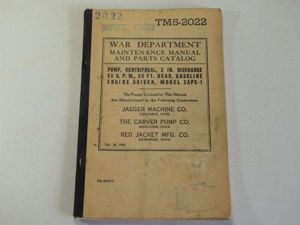 2022
TM5-2022
WAR DEPARTMENT
MAINTENANCE MANUAL
AND PARTS CATALOG
PUMP, CENTRIFUGAL, 2 IN. DISCHARGE
55 G.P.M., 50 FT. HEAD, GASOLINE
ENGINE DRIVEN, MODEL 2APS-1
The Pumps Covered by This Manual
Are Manufactured by the Following Contractors:
JAEGER MACHINE CO.
COLUMBUS, OHIO
THE CARVER PUMP CO.
MUSCATINE, IOWA
RED JACKET MFG. CO.
DAVENPORT, IOWA